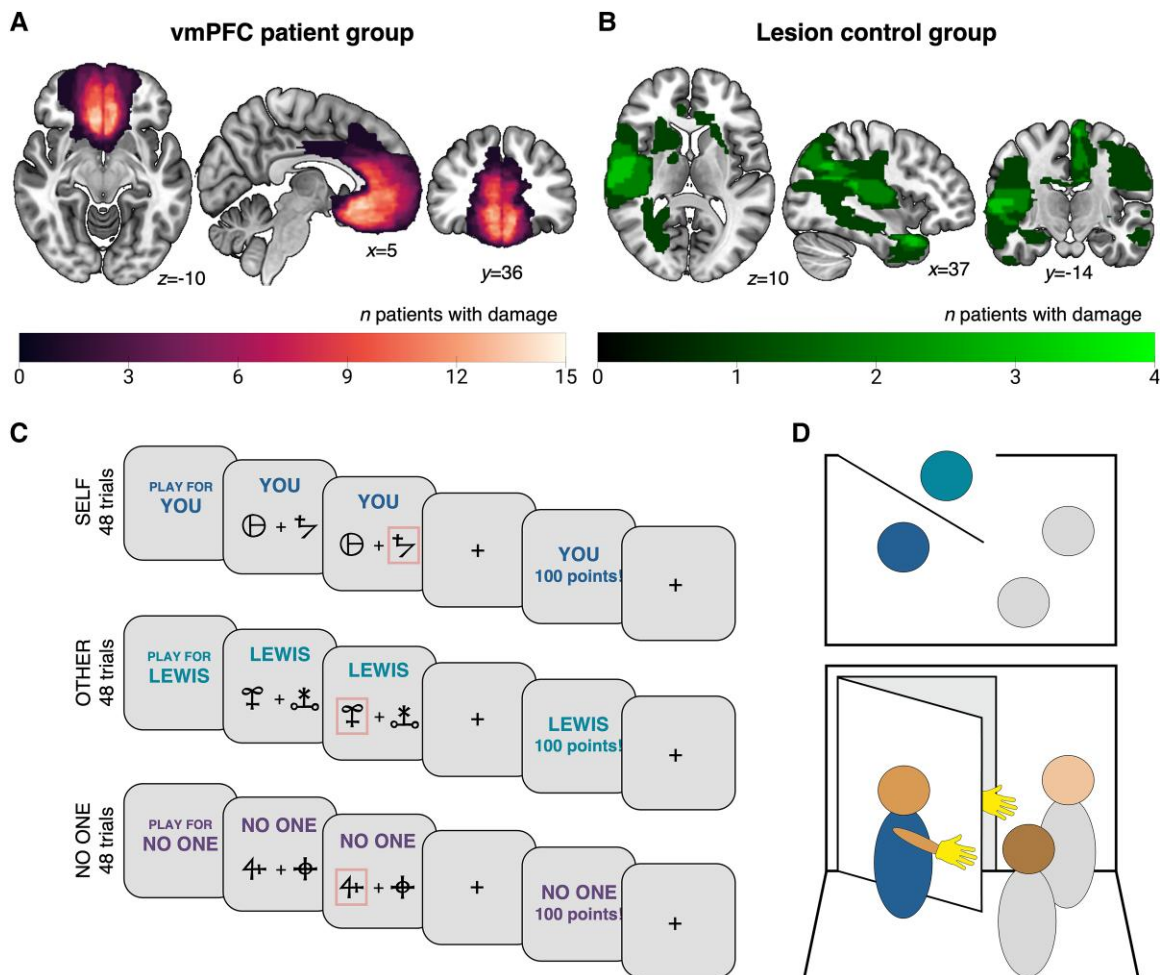 A
vmPFC patient group
z=-10
x=5
y=36
n patients with damage
0 3 6 9 12 15
B
Lesion control group
z=10
x=37
y=-14
n patients with damage
0 1 2 3 4
C
SELF
48 trials
PLAY FOR
YOU
YOU
+
YOU
+
+
YOU
100 points!
+
OTHER
48 trials
PLAY FOR
LEWIS
LEWIS
+
LEWIS
+
+
LEWIS
100 points!
+
NO ONE
48 trials
PLAY FOR
NO ONE
NO ONE
+
NO ONE
+
+
NO ONE
100 points!
+
D